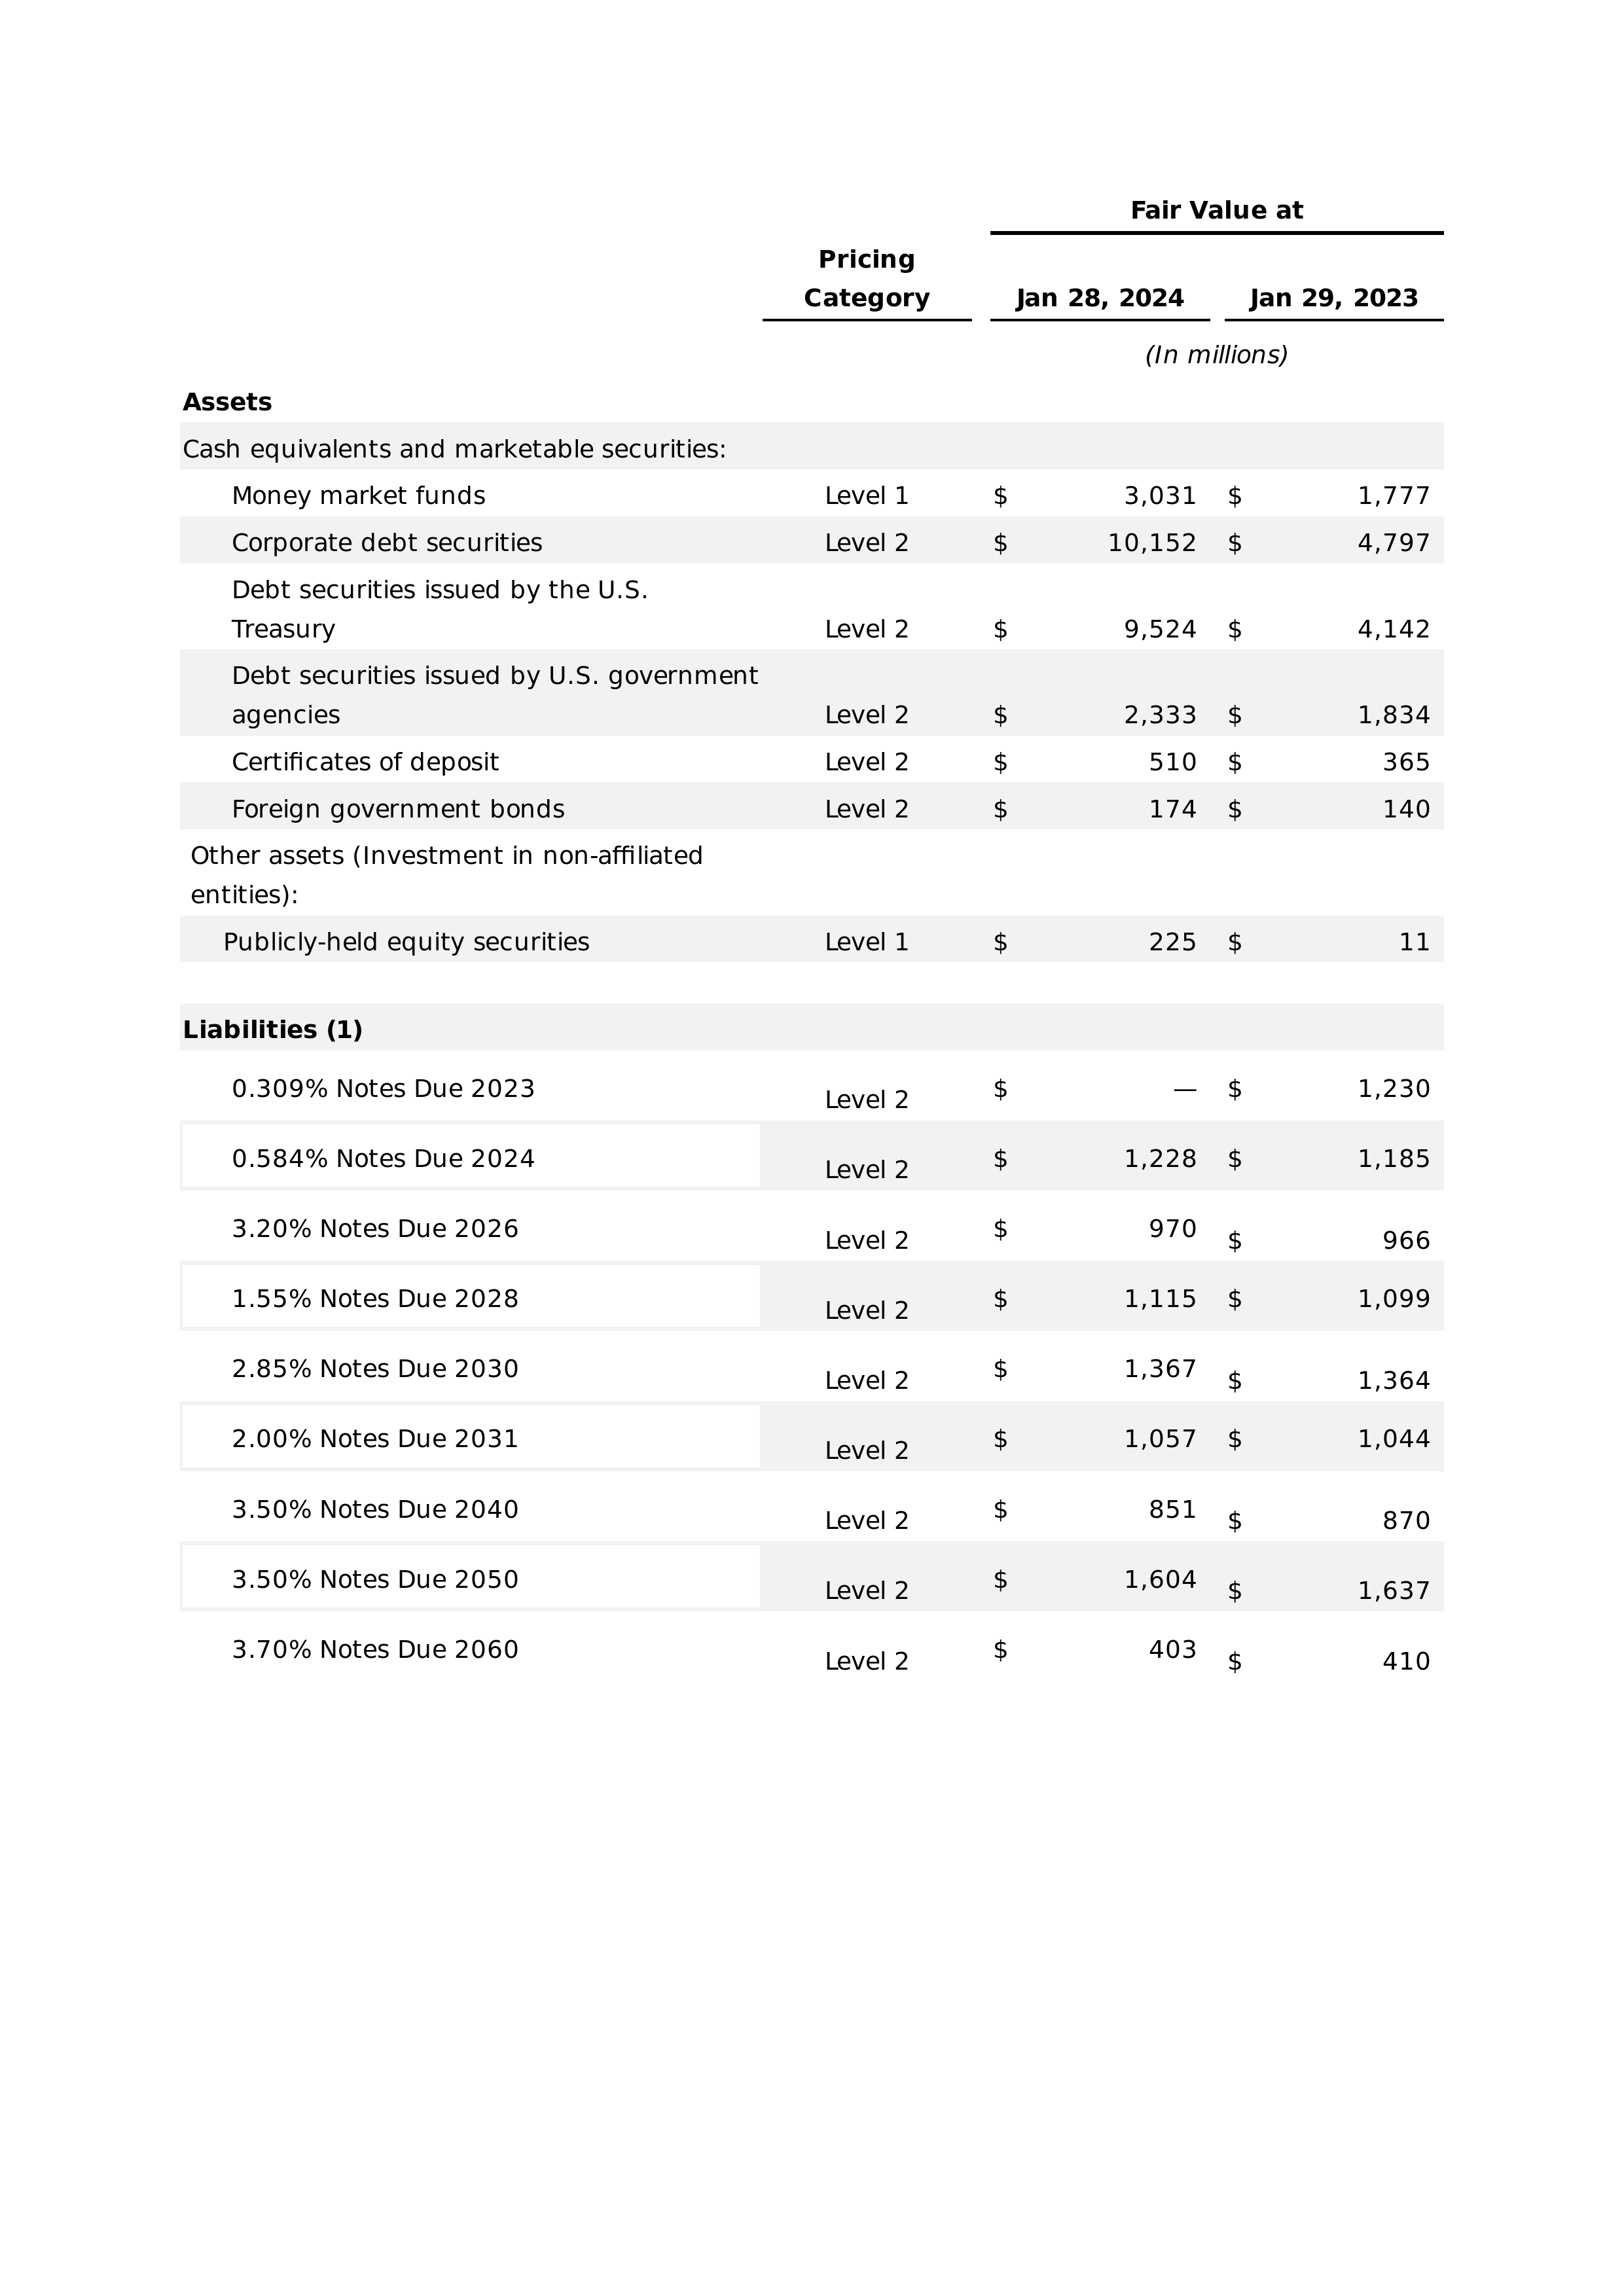 Fair Value at
Pricing
Category Jan 28, 2024 Jan 29, 2023
(In millions)
Assets
Cash equivalents and marketable securities:
Money market funds Level 1 $ 3,031 $ 1,777
Corporate debt securities Level 2 $ 10,152 $ 4,797
Debt securities issued by the U.S.
Treasury Level 2 $ 9,524 $ 4,142
Debt securities issued by U.S. government
agencies Level 2 $ 2,333 $ 1,834
Certificates of deposit Level 2 $ 510 $ 365
Foreign government bonds Level 2 $ 174 $ 140
Other assets (Investment in non-affiliated
entities):
Publicly-held equity securities Level 1 $ 225 $ 11
Liabilities (1)
0.309% Notes Due 2023 Level 2 $ — $ 1,230
0.584% Notes Due 2024 Level 2 $ 1,228 $ 1,185
3.20% Notes Due 2026 Level 2 $ 970 $ 966
1.55% Notes Due 2028 Level 2 $ 1,115 $ 1,099
2.85% Notes Due 2030 Level 2 $ 1,367 $ 1,364
2.00% Notes Due 2031 Level 2 $ 1,057 $ 1,044
3.50% Notes Due 2040 Level 2 $ 851 $ 870
3.50% Notes Due 2050 Level 2 $ 1,604 $ 1,637
3.70% Notes Due 2060 Level 2 $ 403 $ 410